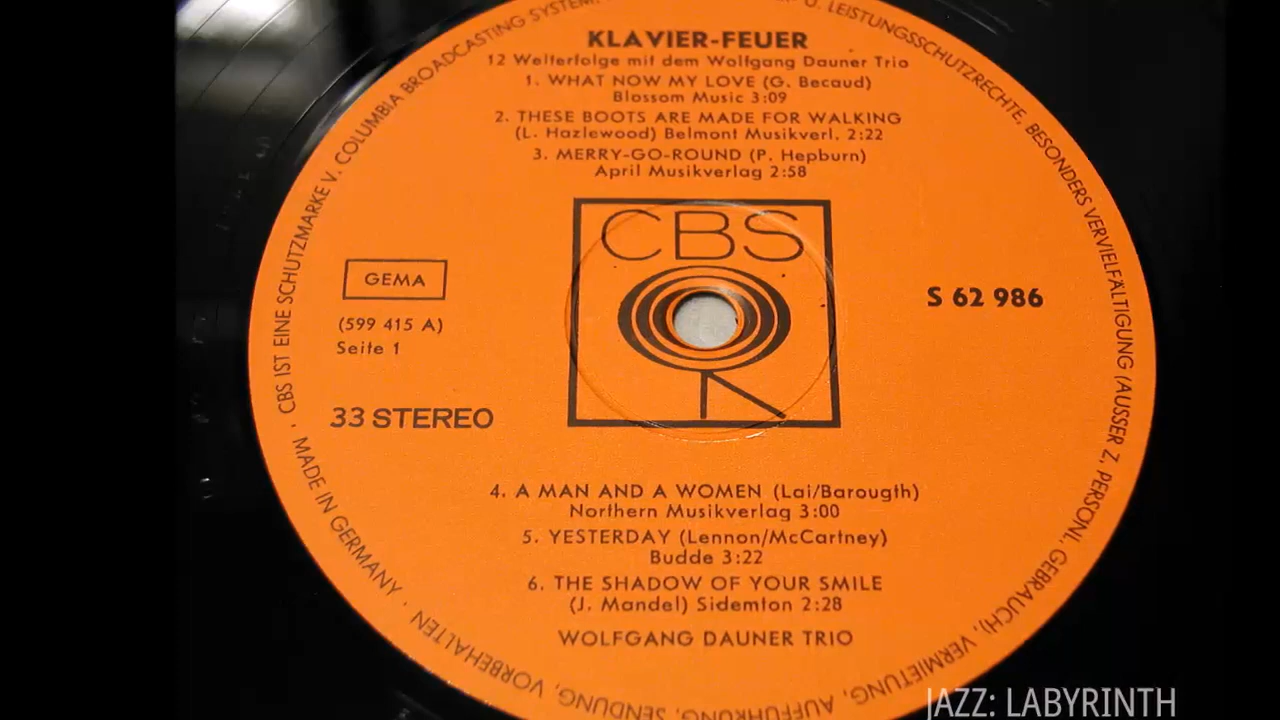 KLAVIER-FEUER
12 Welterfolge mit dem Wolfgang Dauner Trio
1. WHAT NOW MY LOVE (G. Becaud)
Blossom Music 3:09
2. THESE BOOTS ARE MADE FOR WALKING
(L. Hazlewood) Belmont Musikverl. 2:22
3. MERRY-GO-ROUND (P. Hepburn)
April Musikverlag 2:58
CBS
GEMA
(599 415 A)
Seite 1
33 STEREO
S 62 986
4. A MAN AND A WOMEN (Lai/Barougth)
Northern Musikverlag 3:00
5. YESTERDAY (Lennon/McCartney)
Budde 3:22
6. THE SHADOW OF YOUR SMILE
(J. Mandel) Sidemton 2:28
WOLFGANG DAUNER TRIO
· MADE IN GERMANY · CBS IST EINE SCHUTZMARKE V. COLUMBIA BROADCASTING SYSTEM.
U. LEISTUNGSSCHUTZRECHTE, BESONDERS VERVIELFÄLTIGUNG (AUSSER Z. PERSONL. GEBRAUCH), VERMIETUNG, AUFFÜHRUNG, SENDUNG, VORBEHALTEN
JAZZ: LABYRINTH